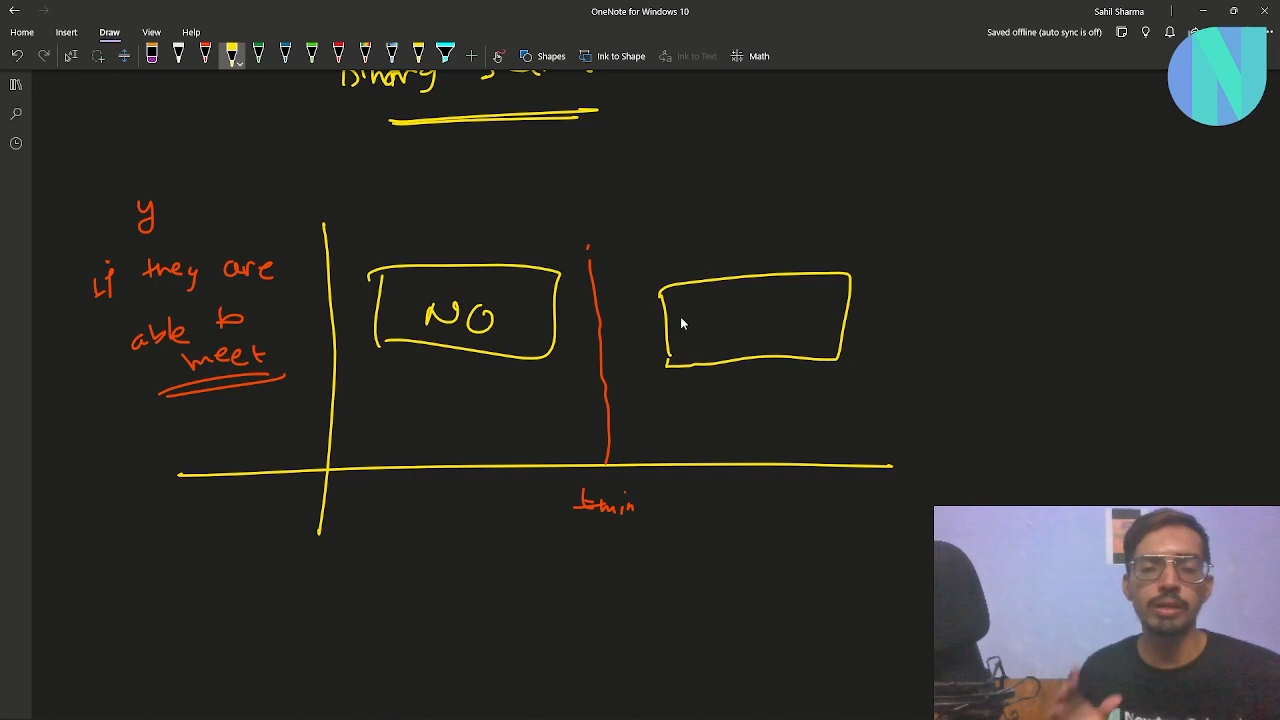 OneNote for Windows 10
Sahil Sharma
Home Insert Draw View Help
Saved offline (auto sync is off)
Shapes Ink to Shape Ink to Text Math
Binary
y
if they are
able to
meet
NO
tmin